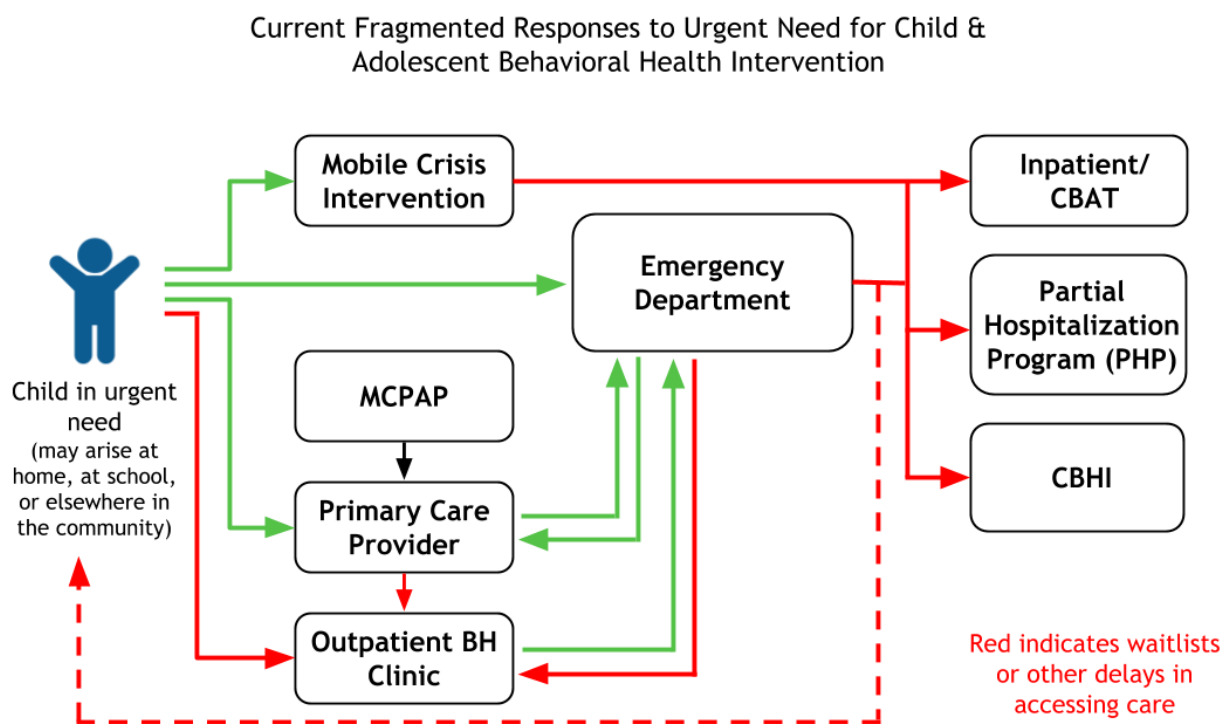 Current Fragmented Responses to Urgent Need for Child &
Adolescent Behavioral Health Intervention
Mobile Crisis
Intervention
Inpatient/
CBAT
Emergency
Department
Partial
Hospitalization
Program (PHP)
MCPAP
Child in urgent
need
(may arise at
home, at school,
or elsewhere in
the community)
CBHI
Primary Care
Provider
Outpatient BH
Clinic
Red indicates waitlists
or other delays in
accessing care